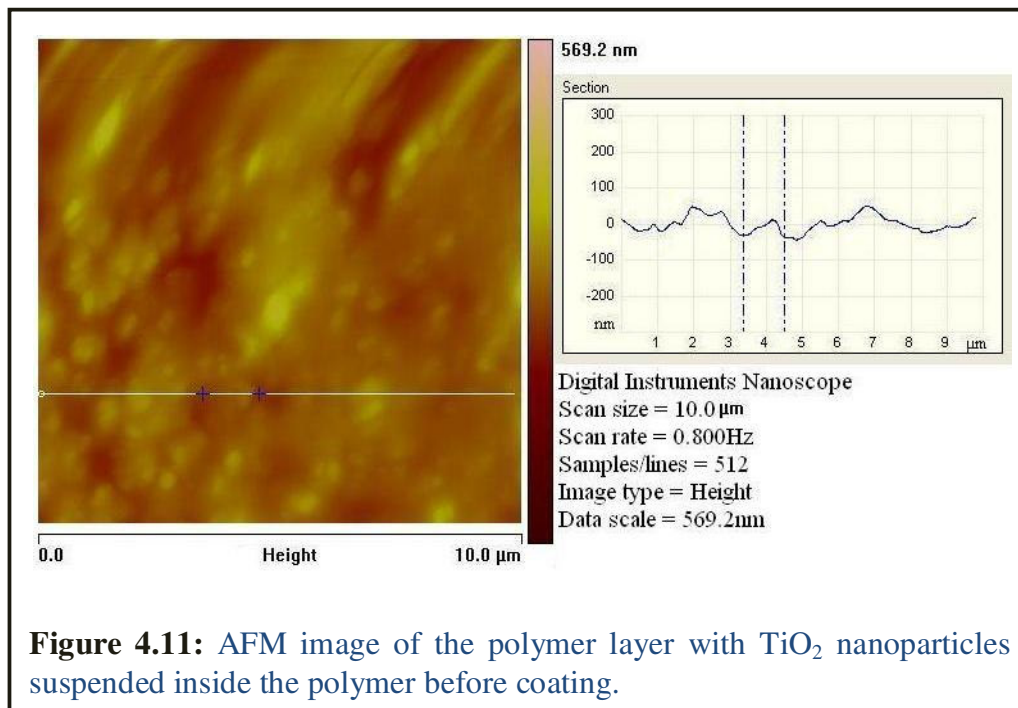 569.2 nm
Section
300
200
100
0
-100
-200
nm
1 2 3 4 5 6 7 8 9 µm
Digital Instruments Nanoscope
Scan size = 10.0 µm
Scan rate = 0.800Hz
Samples/lines = 512
Image type = Height
Data scale = 569.2nm
0.0 Height 10.0 µm
Figure 4.11: AFM image of the polymer layer with TiO₂ nanoparticles
suspended inside the polymer before coating.